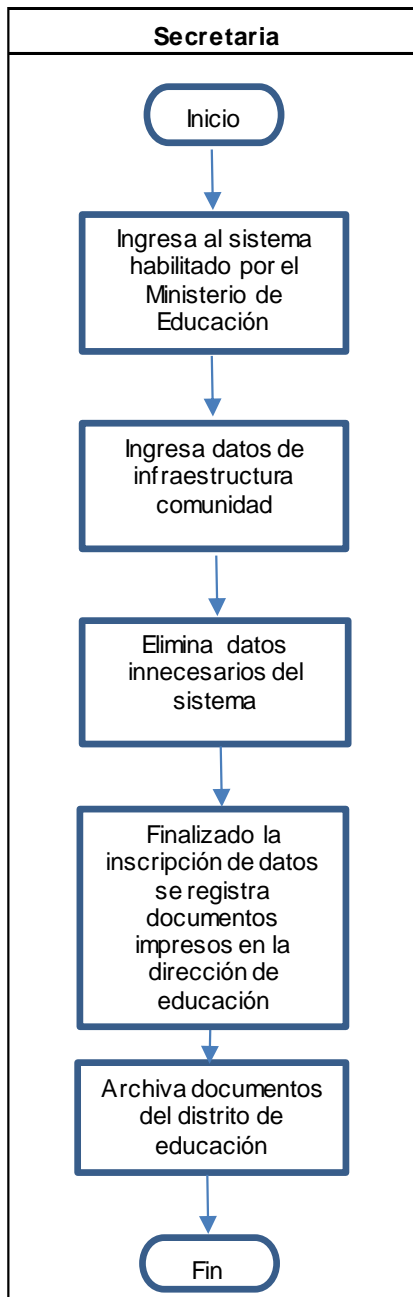 Secretaria
Inicio
Ingresa al sistema
habilitado por el
Ministerio de
Educación
Ingresa datos de
infraestructura
comunidad
Elimina datos
innecesarios del
sistema
Finalizado la
inscripción de datos
se registra
documentos
impresos en la
dirección de
educación
Archiva documentos
del distrito de
educación
Fin